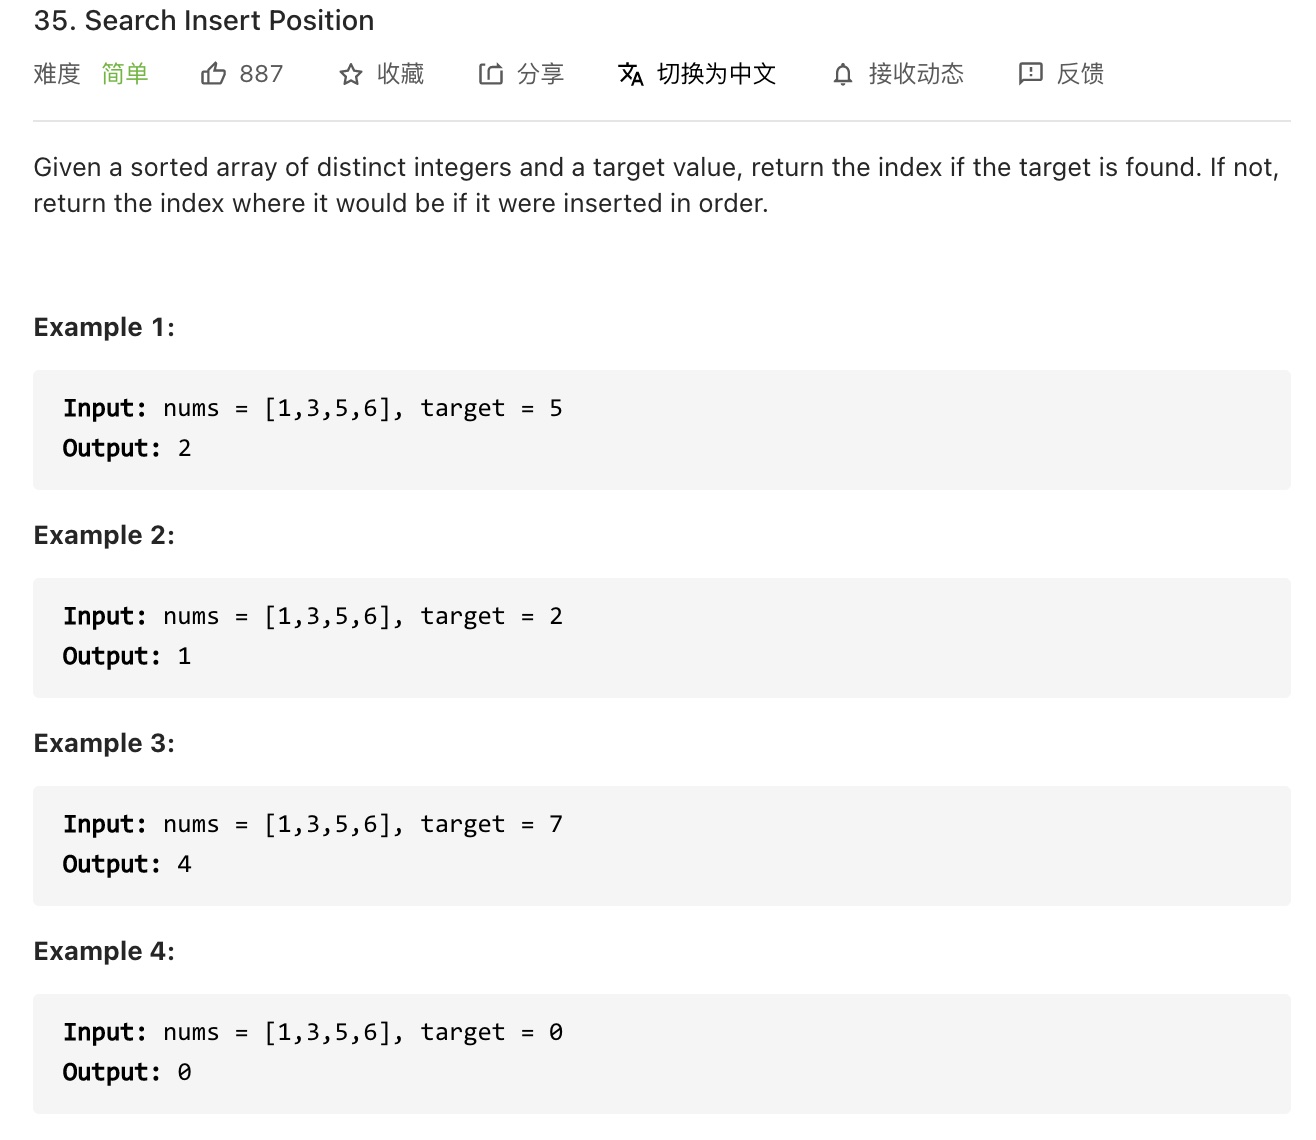 35. Search Insert Position
难度 简单 887 收藏 分享 切换为中文 接收动态 反馈
Given a sorted array of distinct integers and a target value, return the index if the target is found. If not,
return the index where it would be if it were inserted in order.
Example 1:
Input: nums = [1,3,5,6], target = 5
Output: 2
Example 2:
Input: nums = [1,3,5,6], target = 2
Output: 1
Example 3:
Input: nums = [1,3,5,6], target = 7
Output: 4
Example 4:
Input: nums = [1,3,5,6], target = 0
Output: 0